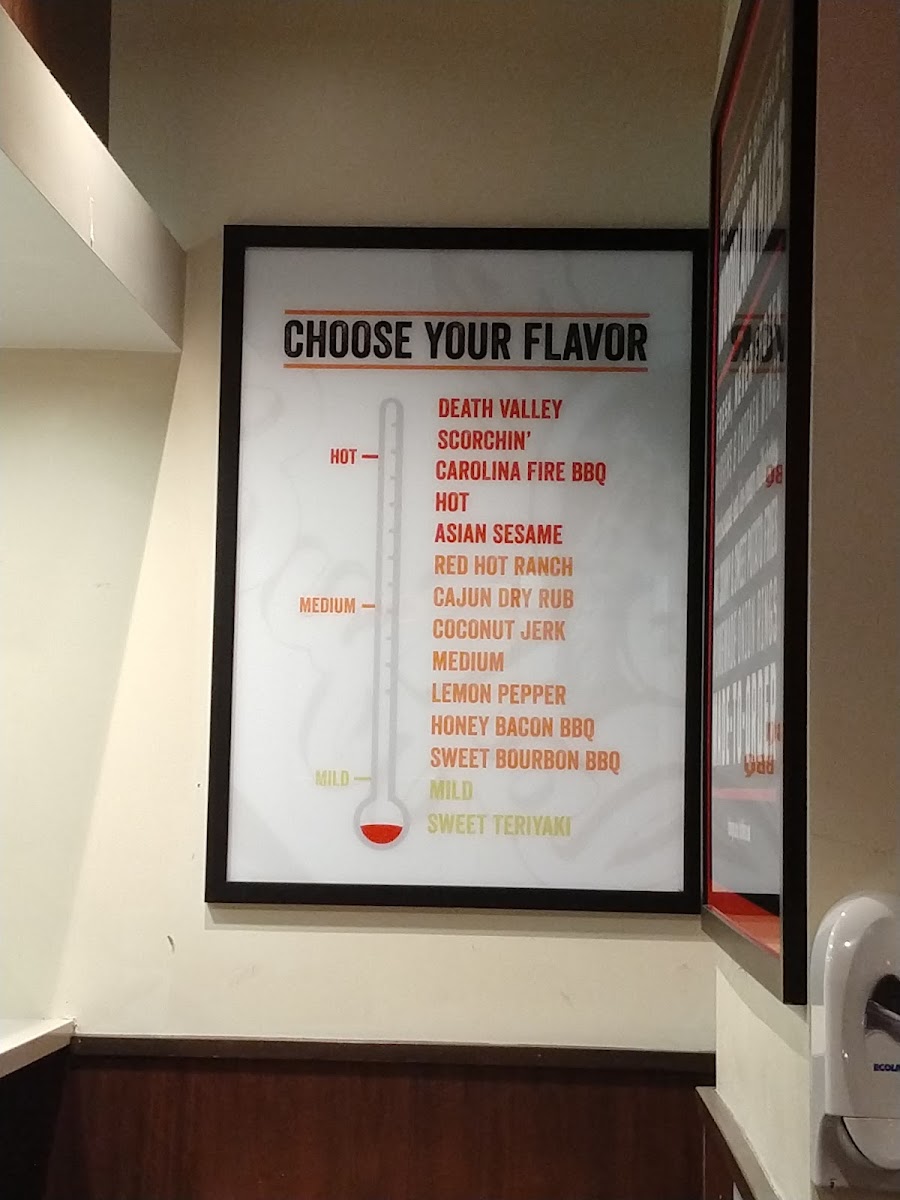 CHOOSE YOUR FLAVOR
HOT
MEDIUM
MILD
DEATH VALLEY
SCORCHIN'
CAROLINA FIRE BBQ
HOT
ASIAN SESAME
RED HOT RANCH
CAJUN DRY RUB
COCONUT JERK
MEDIUM
LEMON PEPPER
HONEY BACON BBQ
SWEET BOURBON BBQ
MILD
SWEET TERIYAKI